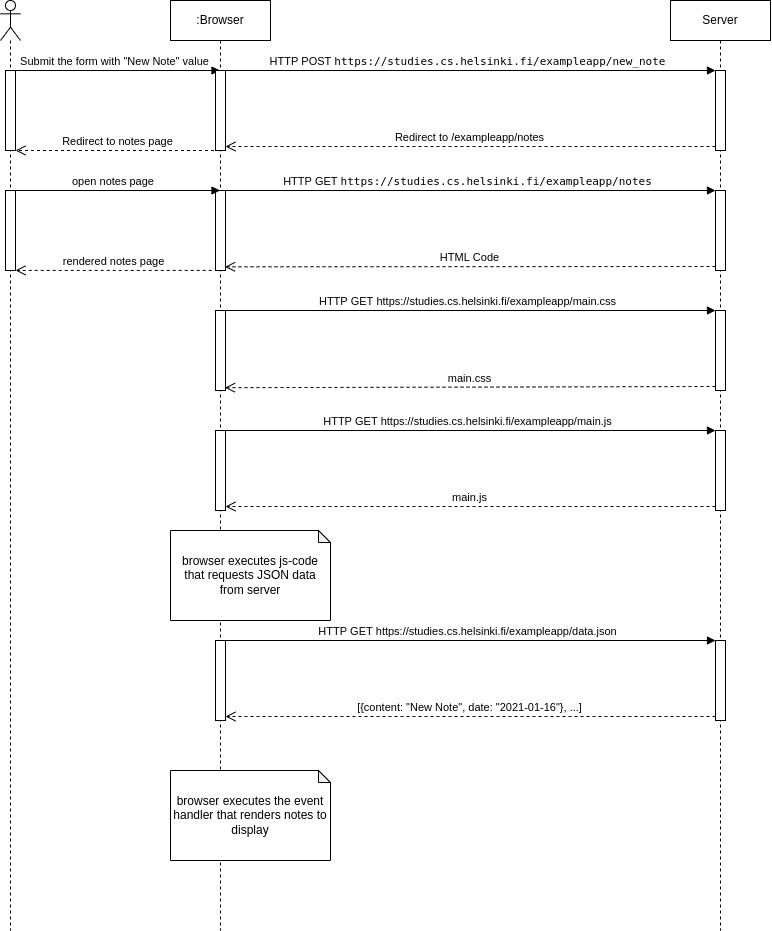 :Browser
Server
Submit the form with "New Note" value
HTTP POST https://studies.cs.helsinki.fi/exampleapp/new_note
Redirect to notes page
Redirect to /exampleapp/notes
open notes page
HTTP GET https://studies.cs.helsinki.fi/exampleapp/notes
rendered notes page
HTML Code
HTTP GET https://studies.cs.helsinki.fi/exampleapp/main.css
main.css
HTTP GET https://studies.cs.helsinki.fi/exampleapp/main.js
main.js
browser executes js-code
that requests JSON data
from server
HTTP GET https://studies.cs.helsinki.fi/exampleapp/data.json
[{content: "New Note", date: "2021-01-16"}, ...]
browser executes the event
handler that renders notes to
display